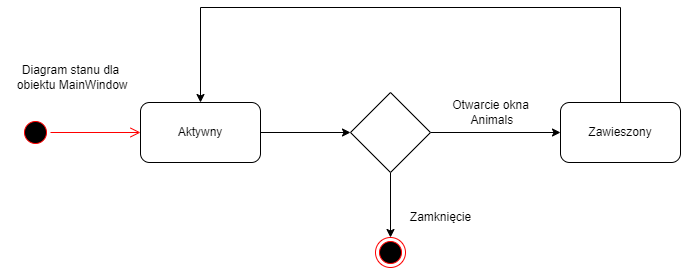 Diagram stanu dla
obiektu MainWindow
Aktywny
Otwarcie okna
Animals
Zawieszony
Zamknięcie